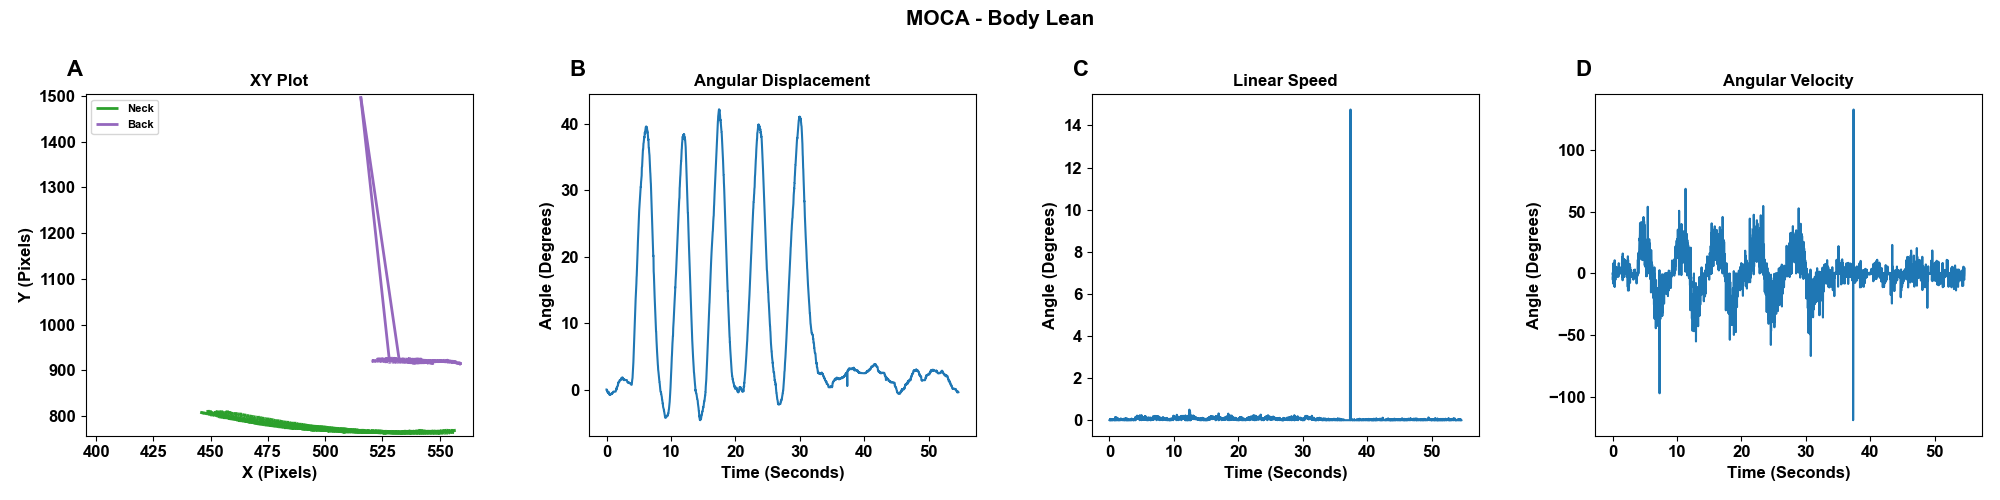 MOCA - Body Lean
A
XY Plot
Neck
Back
1500
1400
1300
1200
1100
1000
900
800
Y (Pixels)
400 425 450 475 500 525 550
X (Pixels)
B
Angular Displacement
40
30
20
10
0
Angle (Degrees)
0 10 20 30 40 50
Time (Seconds)
C
Linear Speed
14
12
10
8
6
4
2
0
Angle (Degrees)
0 10 20 30 40 50
Time (Seconds)
D
Angular Velocity
100
50
0
−50
−100
Angle (Degrees)
0 10 20 30 40 50
Time (Seconds)